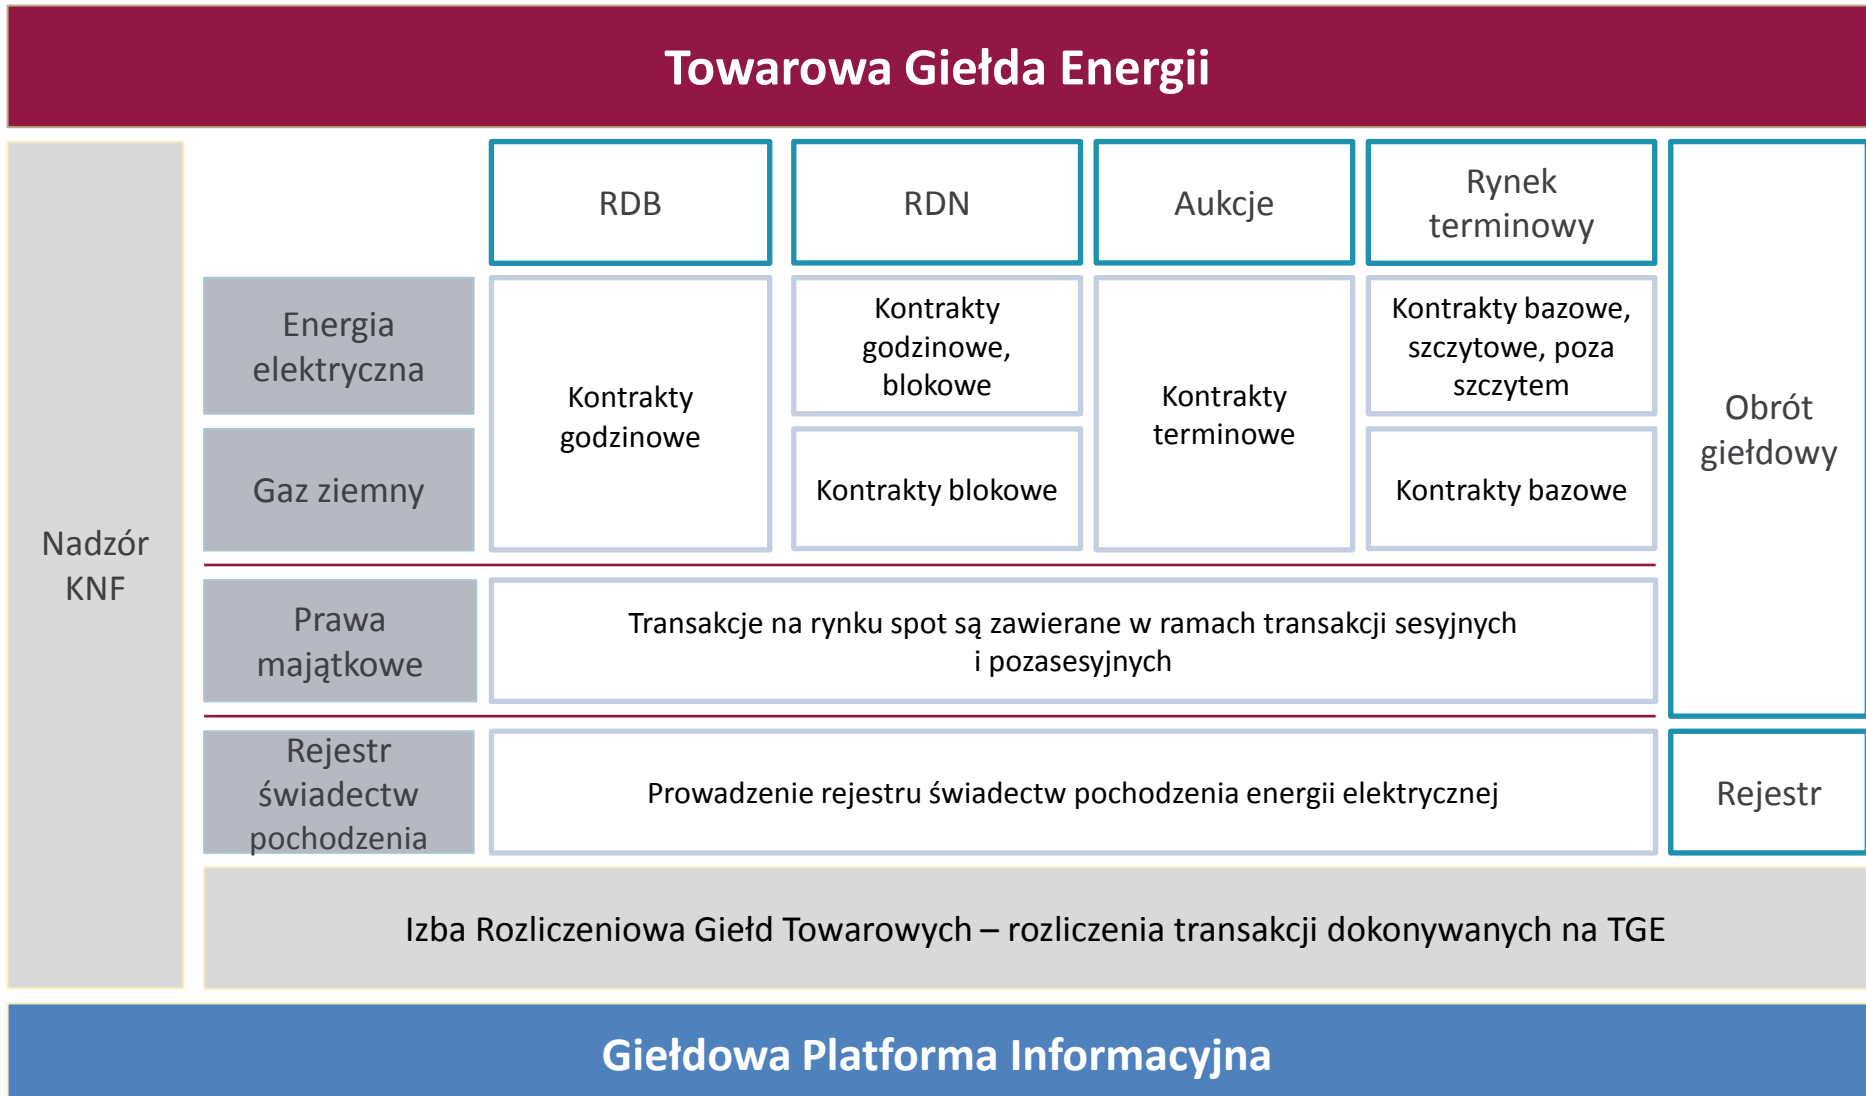 Towarowa Giełda Energii
Nadzór
KNF
RDB
RDN
Aukcje
Rynek
terminowy
Obrót
giełdowy
Energia
elektryczna
Kontrakty
godzinowe
Kontrakty
godzinowe,
blokowe
Kontrakty
terminowe
Kontrakty bazowe,
szczytowe, poza
szczytem
Gaz ziemny
Kontrakty blokowe
Kontrakty bazowe
Prawa
majątkowe
Transakcje na rynku spot są zawierane w ramach transakcji sesyjnych
i pozasesyjnych
Rejestr
świadectw
pochodzenia
Prowadzenie rejestru świadectw pochodzenia energii elektrycznej
Rejestr
Izba Rozliczeniowa Giełd Towarowych – rozliczenia transakcji dokonywanych na TGE
Giełdowa Platforma Informacyjna